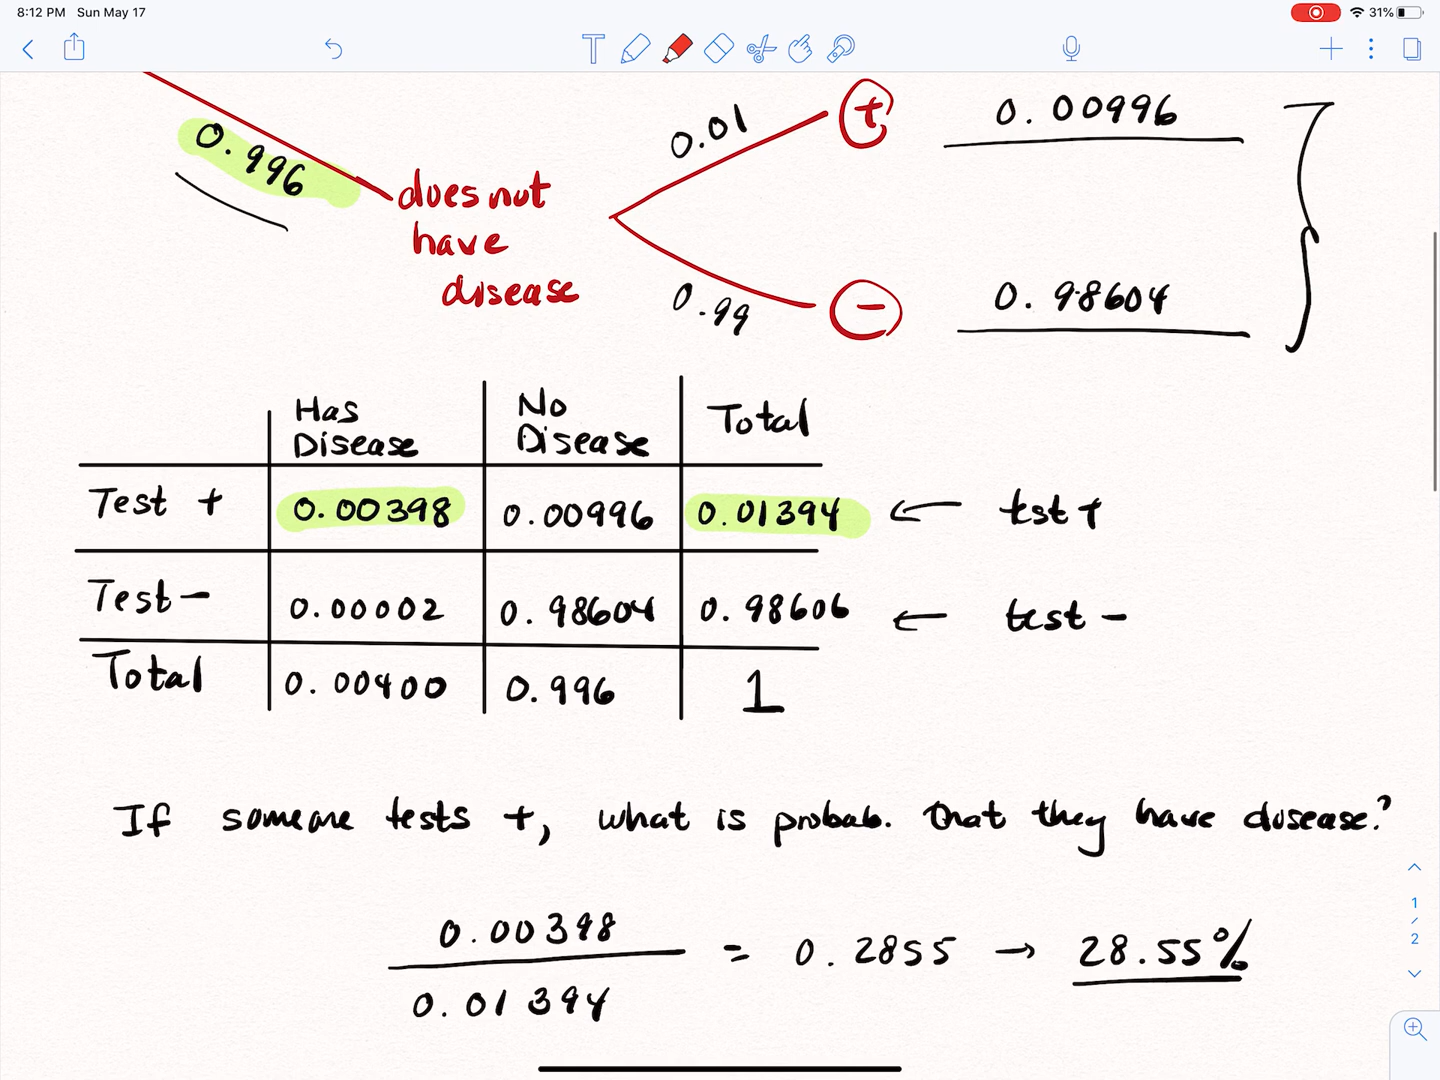 8:12 PM Sun May 17
31%
T
0.996
0.01
+
0.00996
does not
have
disease
0.99
−
0.98604
Has Disease No Disease Total
Test + 0.00398 0.00996 0.01394 ← test +
Test − 0.00002 0.98604 0.98606 ← test −
Total 0.00400 0.996 1
If someone tests +, what is probab. that they have disease?
0.00398
= 0.2855 → 28.55%
0.01394
1
/
2